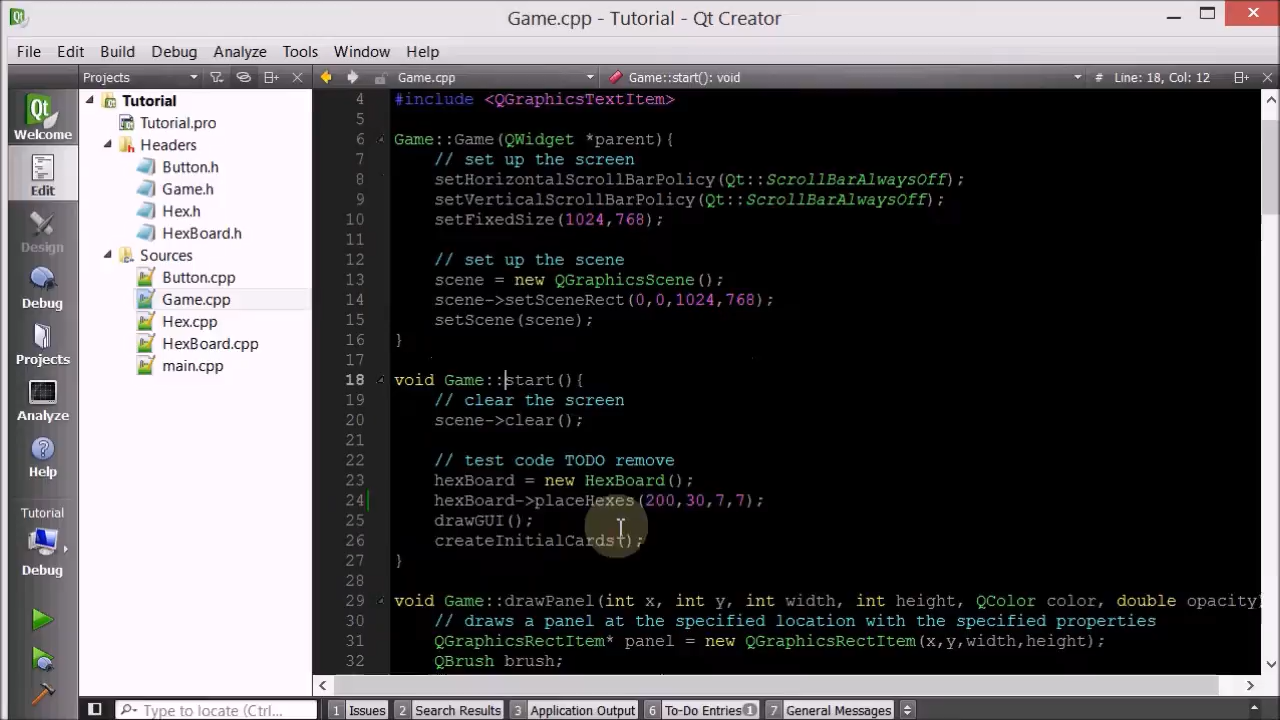 Game.cpp - Tutorial - Qt Creator
File Edit Build Debug Analyze Tools Window Help
Projects
Game.cpp
Game::start(): void
# Line: 18, Col: 12
Qt
Welcome
Edit
Design
Debug
Projects
Analyze
Help
Tutorial
Debug
Tutorial
Tutorial.pro
Headers
Button.h
Game.h
Hex.h
HexBoard.h
Sources
Button.cpp
Game.cpp
Hex.cpp
HexBoard.cpp
main.cpp
4 #include <QGraphicsTextItem>
5
6 Game::Game(QWidget *parent){
7 // set up the screen
8 setHorizontalScrollBarPolicy(Qt::ScrollBarAlwaysOff);
9 setVerticalScrollBarPolicy(Qt::ScrollBarAlwaysOff);
10 setFixedSize(1024,768);
11
12 // set up the scene
13 scene = new QGraphicsScene();
14 scene->setSceneRect(0,0,1024,768);
15 setScene(scene);
16 }
17
18 void Game::start(){
19 // clear the screen
20 scene->clear();
21
22 // test code TODO remove
23 hexBoard = new HexBoard();
24 hexBoard->placeHexes(200,30,7,7);
25 drawGUI();
26 createInitialCards();
27 }
28
29 void Game::drawPanel(int x, int y, int width, int height, QColor color, double opacity)
30 // draws a panel at the specified location with the specified properties
31 QGraphicsRectItem* panel = new QGraphicsRectItem(x,y,width,height);
32 QBrush brush;
Type to locate (Ctrl...
1 Issues
2 Search Results
3 Application Output
6 To-Do Entries 1
7 General Messages